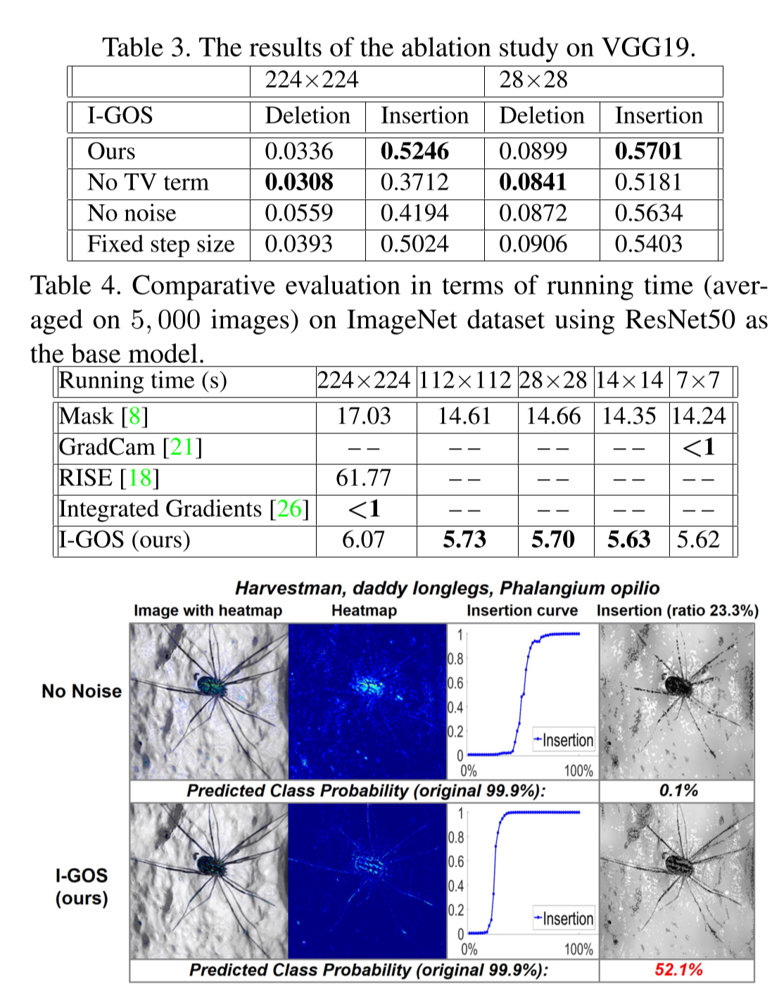 Table 3. The results of the ablation study on VGG19.
224×224 28×28
I-GOS Deletion Insertion Deletion Insertion
Ours 0.0336 0.5246 0.0899 0.5701
No TV term 0.0308 0.3712 0.0841 0.5181
No noise 0.0559 0.4194 0.0872 0.5634
Fixed step size 0.0393 0.5024 0.0906 0.5403
Table 4. Comparative evaluation in terms of running time (aver-
aged on 5,000 images) on ImageNet dataset using ResNet50 as
the base model.
Running time (s) 224×224 112×112 28×28 14×14 7×7
Mask [8] 17.03 14.61 14.66 14.35 14.24
GradCam [21] −− −− −− −− <1
RISE [18] 61.77 −− −− −− −−
Integrated Gradients [26] <1 −− −− −− −−
I-GOS (ours) 6.07 5.73 5.70 5.63 5.62
Harvestman, daddy longlegs, Phalangium opilio
Image with heatmap Heatmap Insertion curve Insertion (ratio 23.3%)
No Noise
1
0.8
0.6
0.4
0.2
0
Insertion
0% 100%
Predicted Class Probability (original 99.9%): 0.1%
I-GOS
(ours)
1
0.8
0.6
0.4
0.2
0
Insertion
0% 100%
Predicted Class Probability (original 99.9%): 52.1%